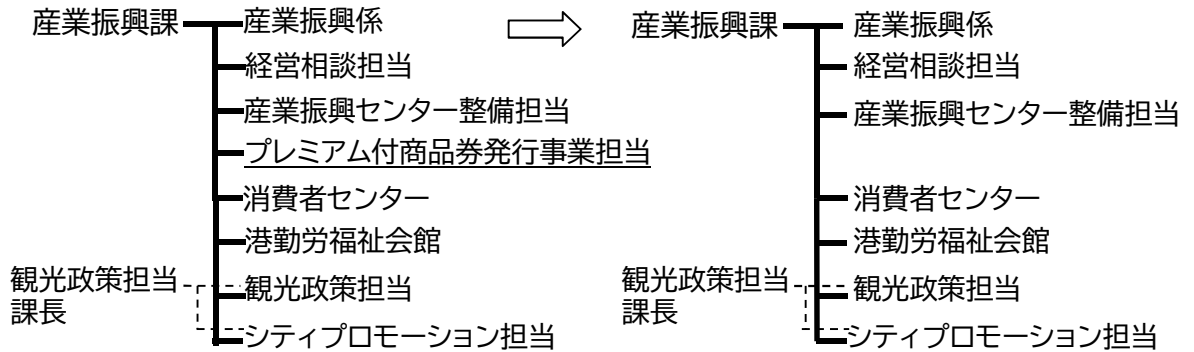 産業振興課
産業振興係
経営相談担当
産業振興センター整備担当
プレミアム付商品券発行事業担当
消費者センター
港勤労福祉会館
観光政策担当
課長
観光政策担当
シティプロモーション担当
産業振興課
産業振興係
経営相談担当
産業振興センター整備担当
消費者センター
港勤労福祉会館
観光政策担当
課長
観光政策担当
シティプロモーション担当